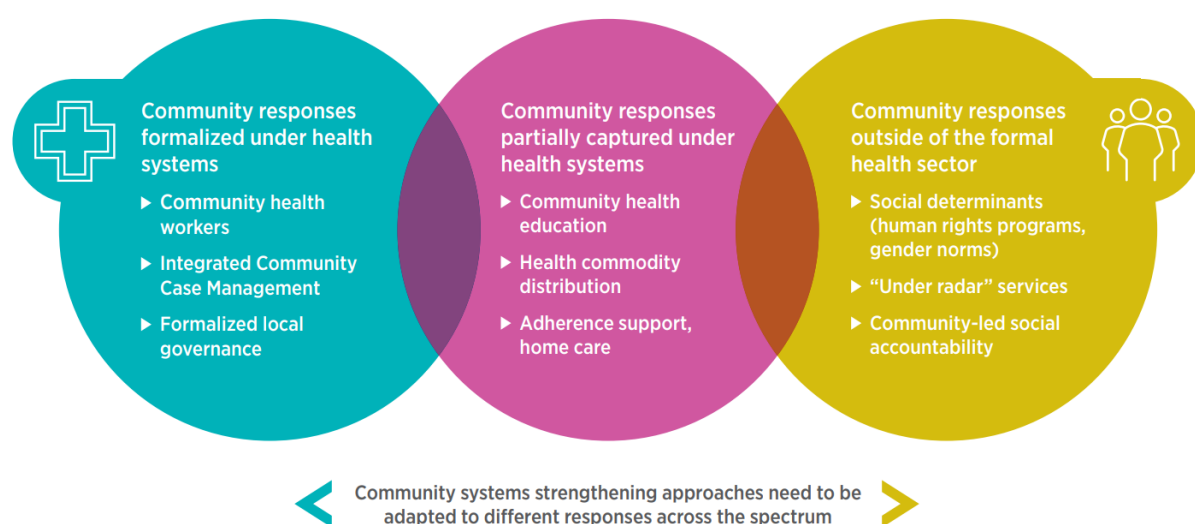 Community responses
formalized under health
systems
▶ Community health
workers
▶ Integrated Community
Case Management
▶ Formalized local
governance
Community responses
partially captured under
health systems
▶ Community health
education
▶ Health commodity
distribution
▶ Adherence support,
home care
Community responses
outside of the formal
health sector
▶ Social determinants
(human rights programs,
gender norms)
▶ “Under radar” services
▶ Community-led social
accountability
Community systems strengthening approaches need to be
adapted to different responses across the spectrum